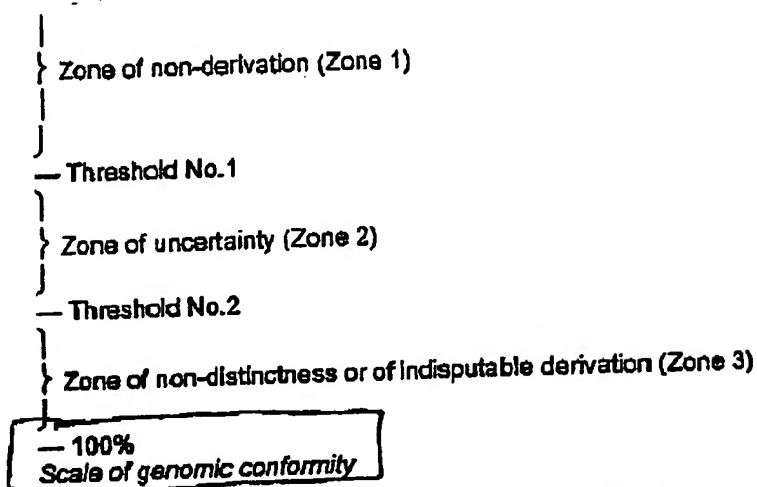 Zone of non-derivation (Zone 1)
— Threshold No.1
Zone of uncertainty (Zone 2)
— Threshold No.2
Zone of non-distinctness or of indisputable derivation (Zone 3)
— 100%
Scale of genomic conformity